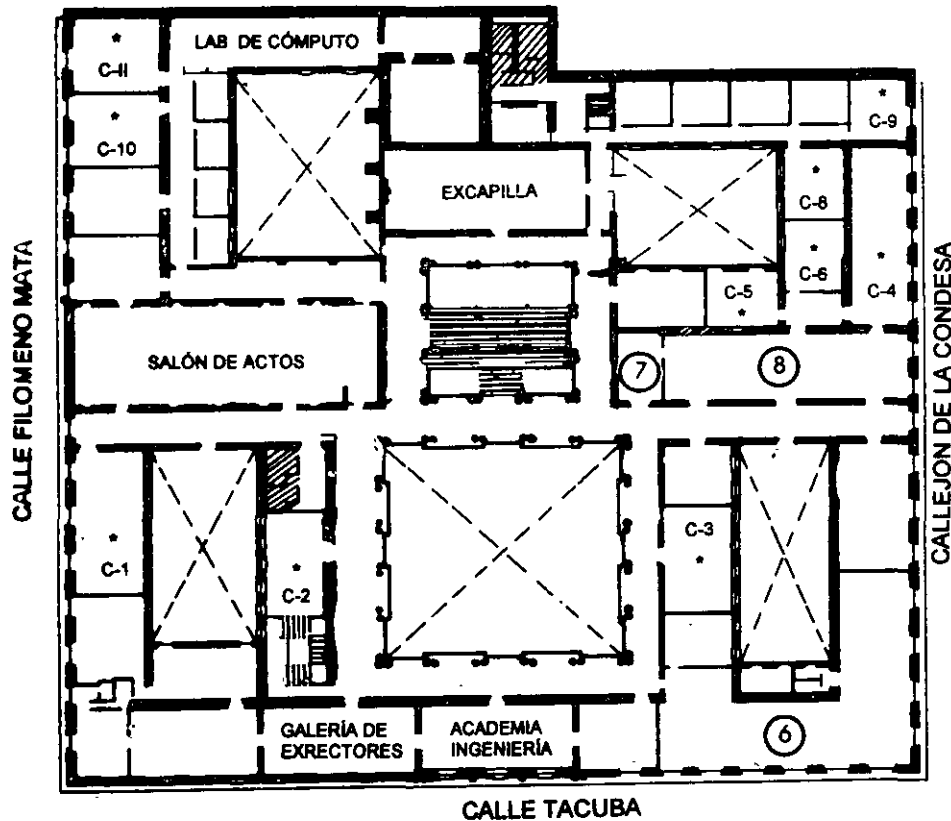 LAB DE CÓMPUTO
*
C-11
*
C-10
*
C-9
EXCAPILLA
*
C-8
*
C-6
*
C-4
C-5
*
CALLE FILOMENO MATA
SALÓN DE ACTOS
7
8
CALLEJON DE LA CONDESA
*
C-1
*
C-2
C-3
*
GALERÍA DE
EXRECTORES
ACADEMIA
INGENIERÍA
6
CALLE TACUBA